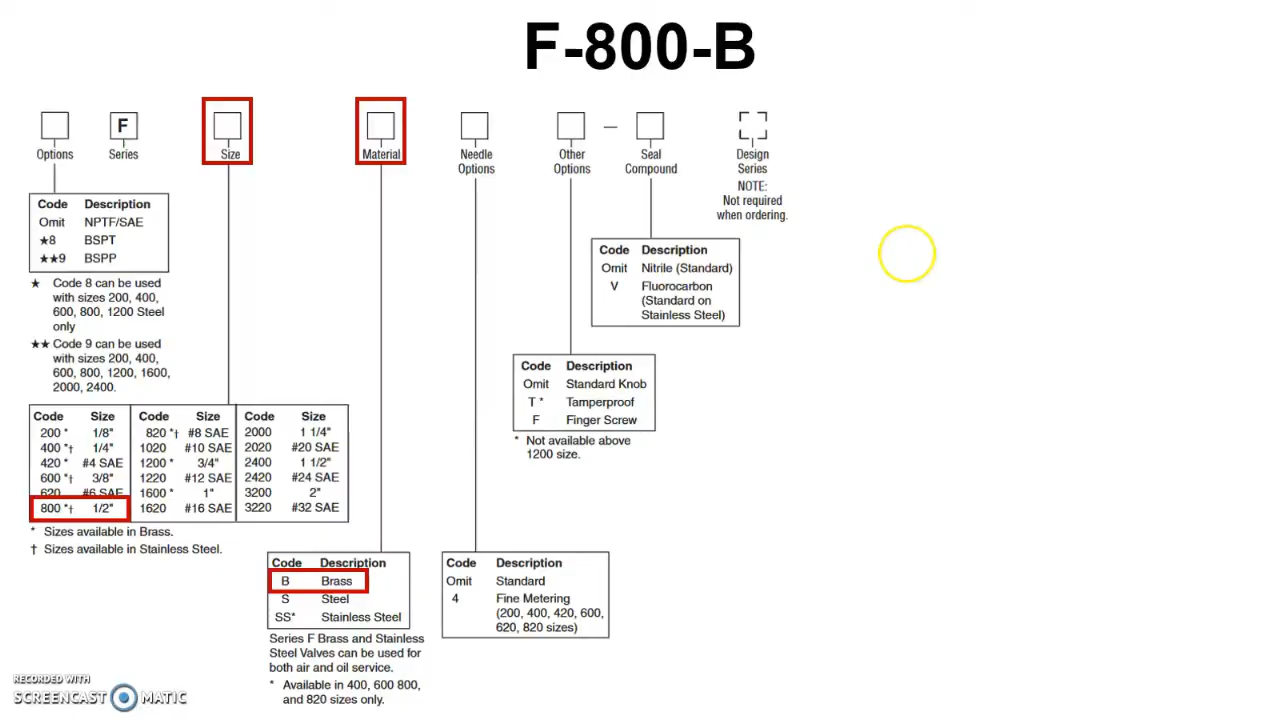 F-800-B
F
Options
Series
Size
Material
Needle
Options
Other
Options
—
Seal
Compound
Design
Series
NOTE:
Not required
when ordering.
Code Description
Omit NPTF/SAE
★8 BSPT
★★9 BSPP
★ Code 8 can be used
with sizes 200, 400,
600, 800, 1200 Steel
only
★★ Code 9 can be used
with sizes 200, 400,
600, 800, 1200, 1600,
2000, 2400.
Code Description
Omit Nitrile (Standard)
V Fluorocarbon
(Standard on
Stainless Steel)
Code Description
Omit Standard Knob
T * Tamperproof
F Finger Screw
* Not available above
1200 size.
Code Size Code Size Code Size
200 * 1/8" 820 *† #8 SAE 2000 1 1/4"
400 *† 1/4" 1020 #10 SAE 2020 #20 SAE
420 * #4 SAE 1200 * 3/4" 2400 1 1/2"
600 *† 3/8" 1220 #12 SAE 2420 #24 SAE
620 #6 SAE 1600 * 1" 3200 2"
800 *† 1/2" 1620 #16 SAE 3220 #32 SAE
* Sizes available in Brass.
† Sizes available in Stainless Steel.
Code Description
B Brass
S Steel
SS* Stainless Steel
Series F Brass and Stainless
Steel Valves can be used for
both air and oil service.
* Available in 400, 600 800,
and 820 sizes only.
Code Description
Omit Standard
4 Fine Metering
(200, 400, 420, 600,
620, 820 sizes)
RECORDED WITH
SCREENCAST MATIC